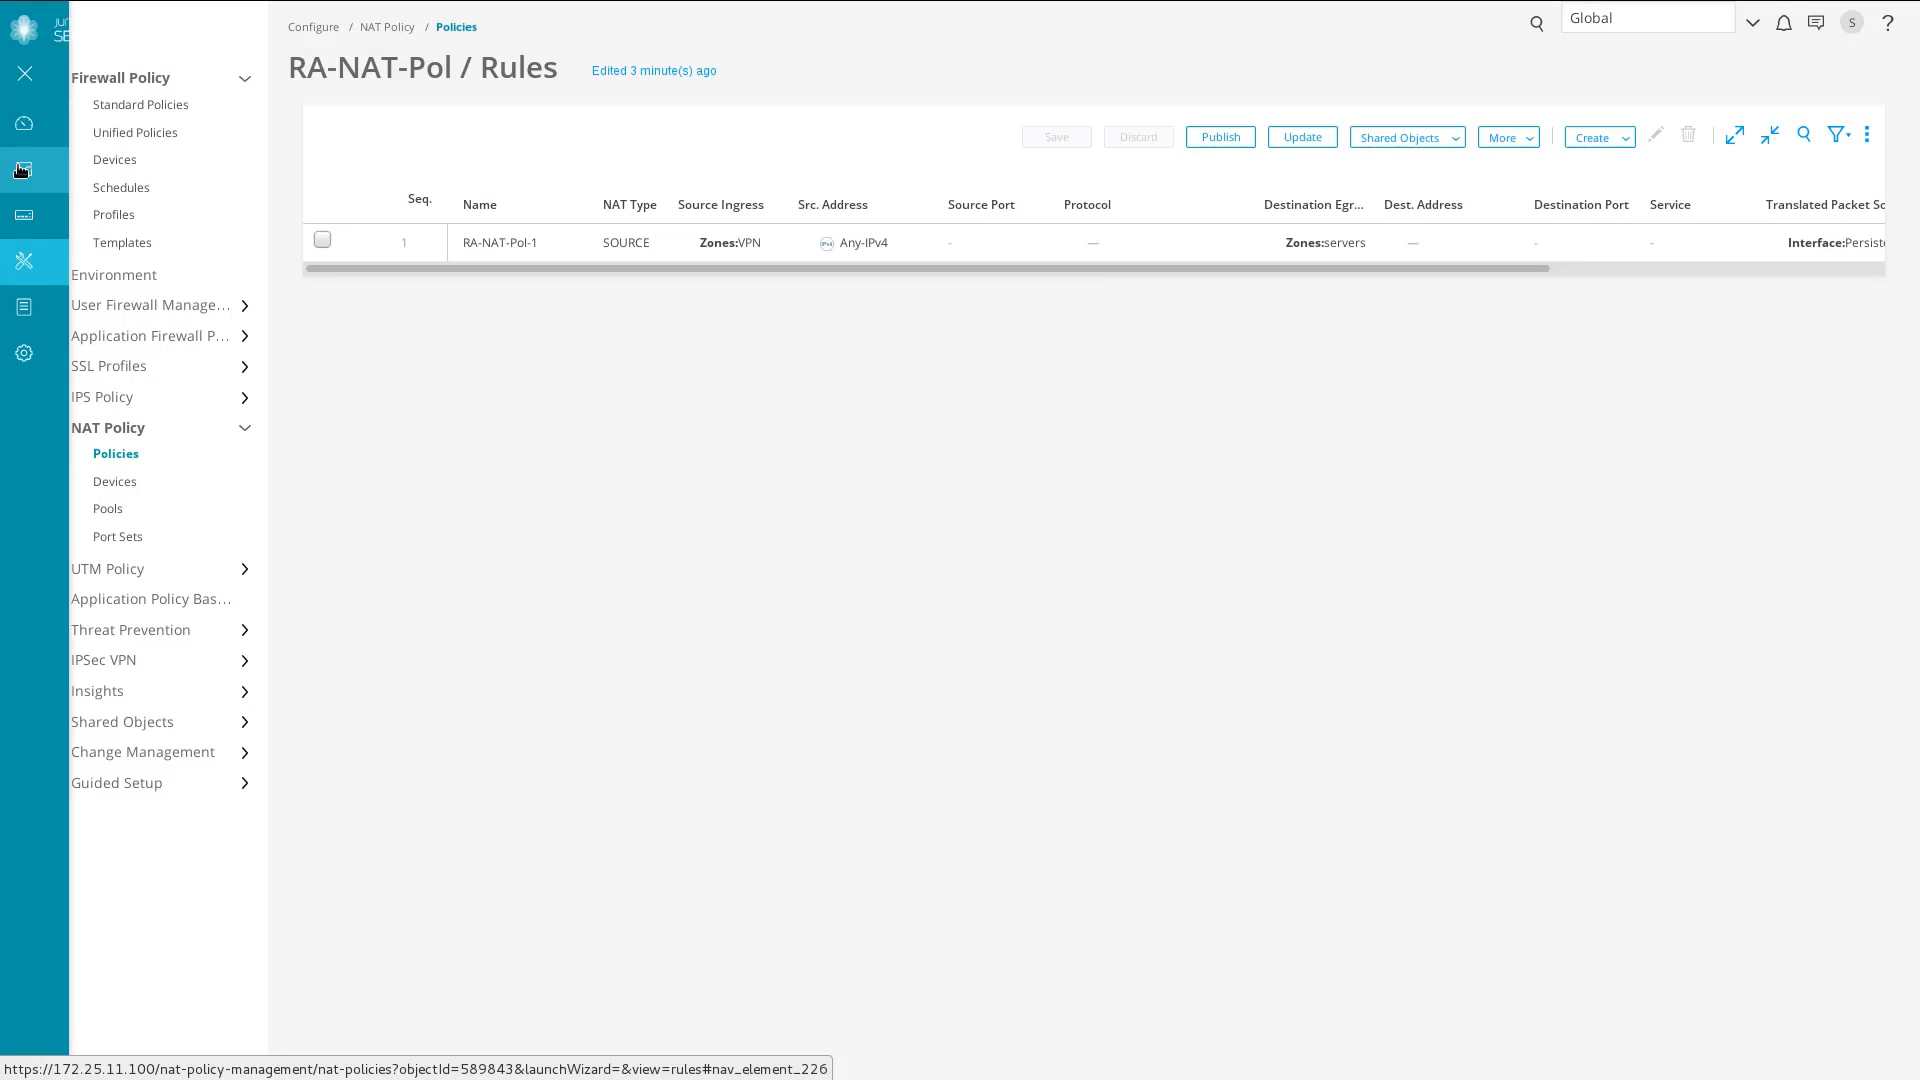 Configure / NAT Policy / Policies
Global
S
?
RA-NAT-Pol / Rules
Edited 3 minute(s) ago
Firewall Policy
Standard Policies
Unified Policies
Devices
Schedules
Profiles
Templates
Environment
User Firewall Manage...
Application Firewall P...
SSL Profiles
IPS Policy
NAT Policy
Policies
Devices
Pools
Port Sets
UTM Policy
Application Policy Bas...
Threat Prevention
IPSec VPN
Insights
Shared Objects
Change Management
Guided Setup
Save Discard Publish Update Shared Objects More Create
Seq. Name NAT Type Source Ingress Src. Address Source Port Protocol Destination Egr... Dest. Address Destination Port Service Translated Packet So
1 RA-NAT-Pol-1 SOURCE Zones:VPN Any-IPv4 - — Zones:servers — - - Interface:Persiste
https://172.25.11.100/nat-policy-management/nat-policies?objectId=589843&launchWizard=&view=rules#nav_element_226